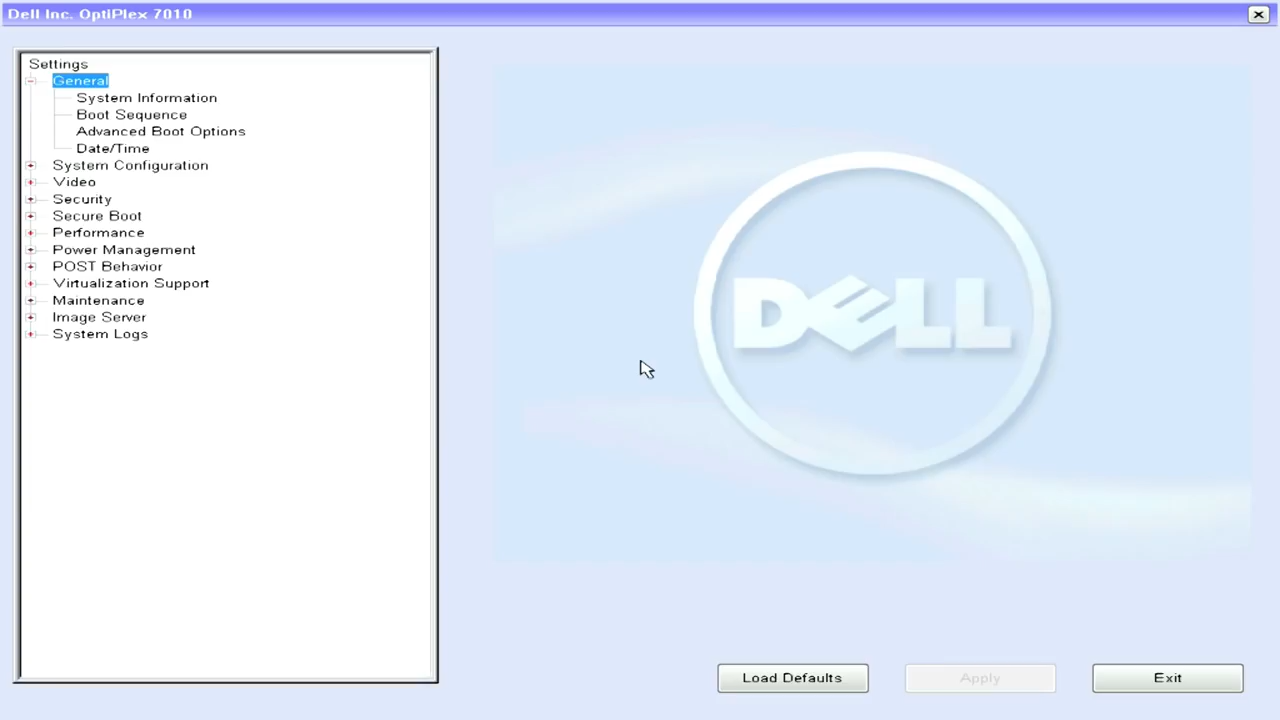 Dell Inc. OptiPlex 7010
Settings
General
System Information
Boot Sequence
Advanced Boot Options
Date/Time
System Configuration
Video
Security
Secure Boot
Performance
Power Management
POST Behavior
Virtualization Support
Maintenance
Image Server
System Logs
DELL
Load Defaults
Apply
Exit